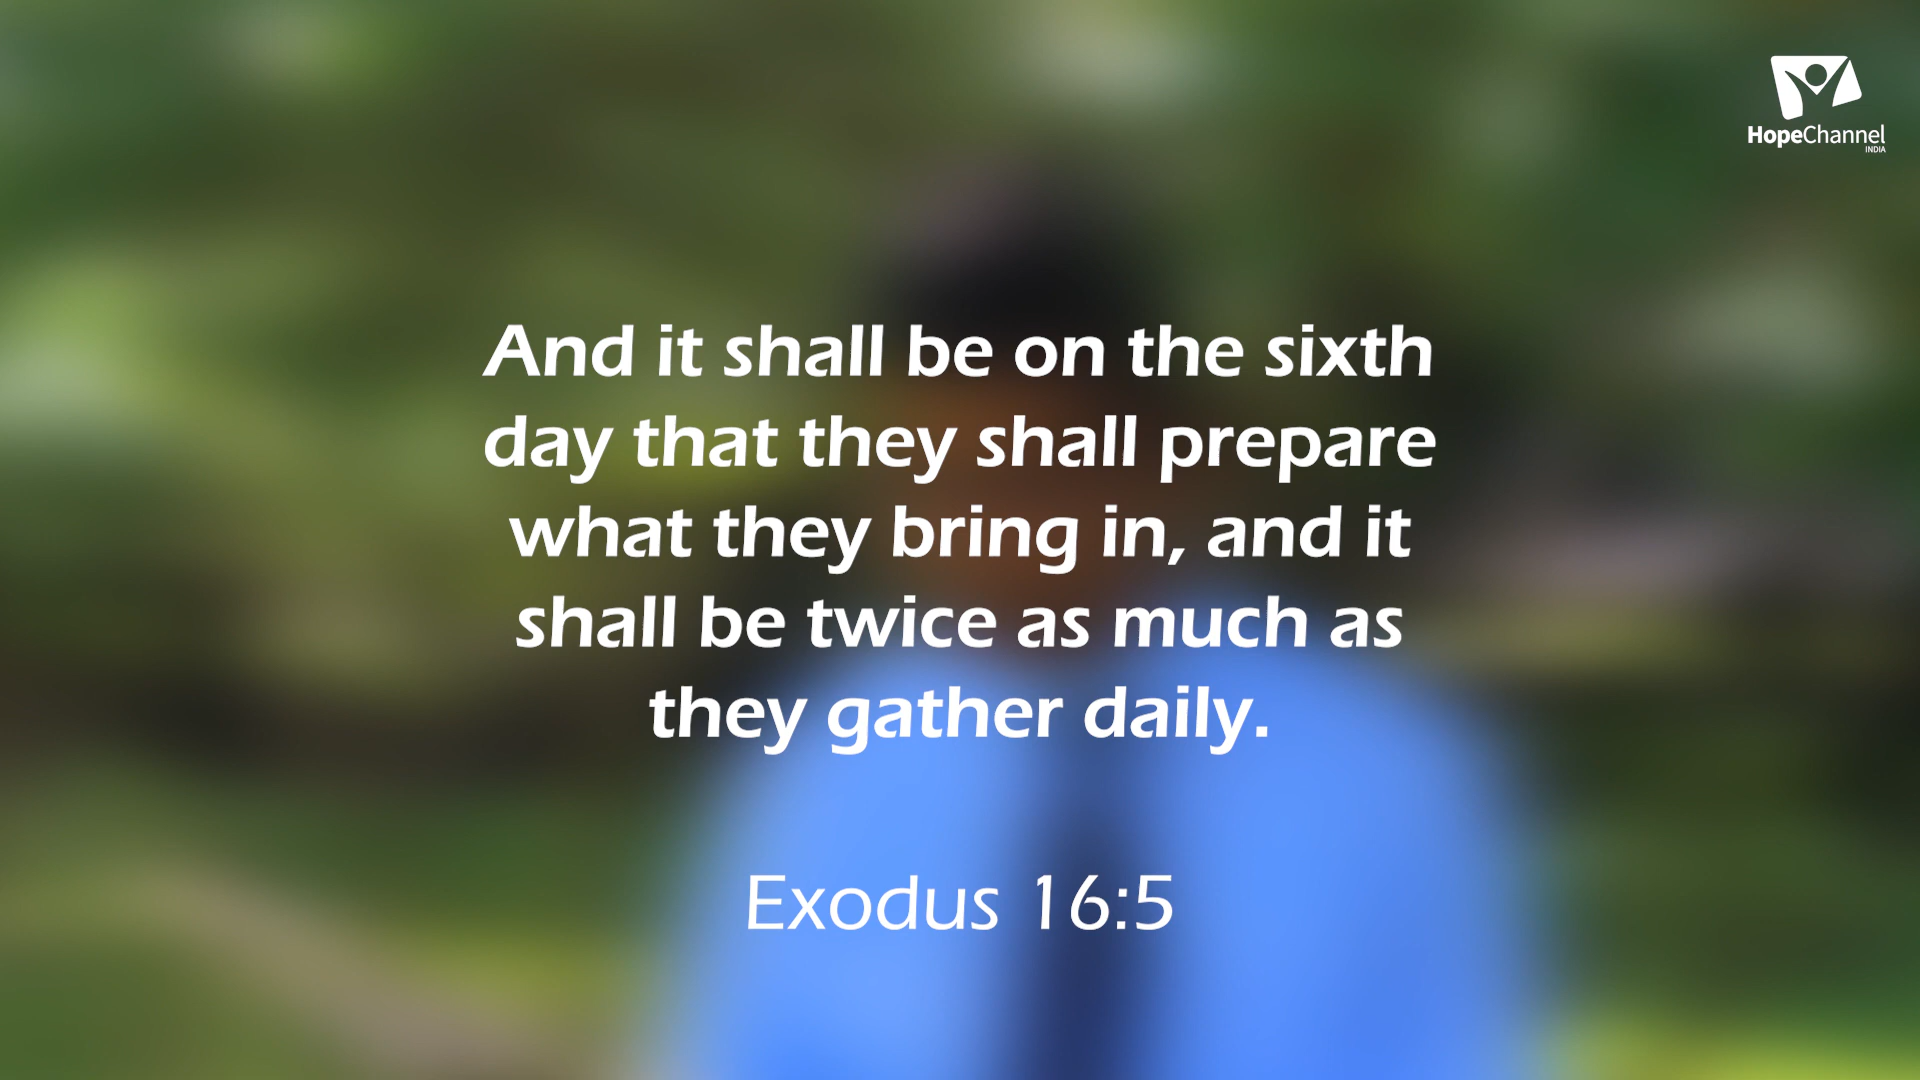 HopeChannel
INDIA
And it shall be on the sixth
day that they shall prepare
what they bring in, and it
shall be twice as much as
they gather daily.
Exodus 16:5